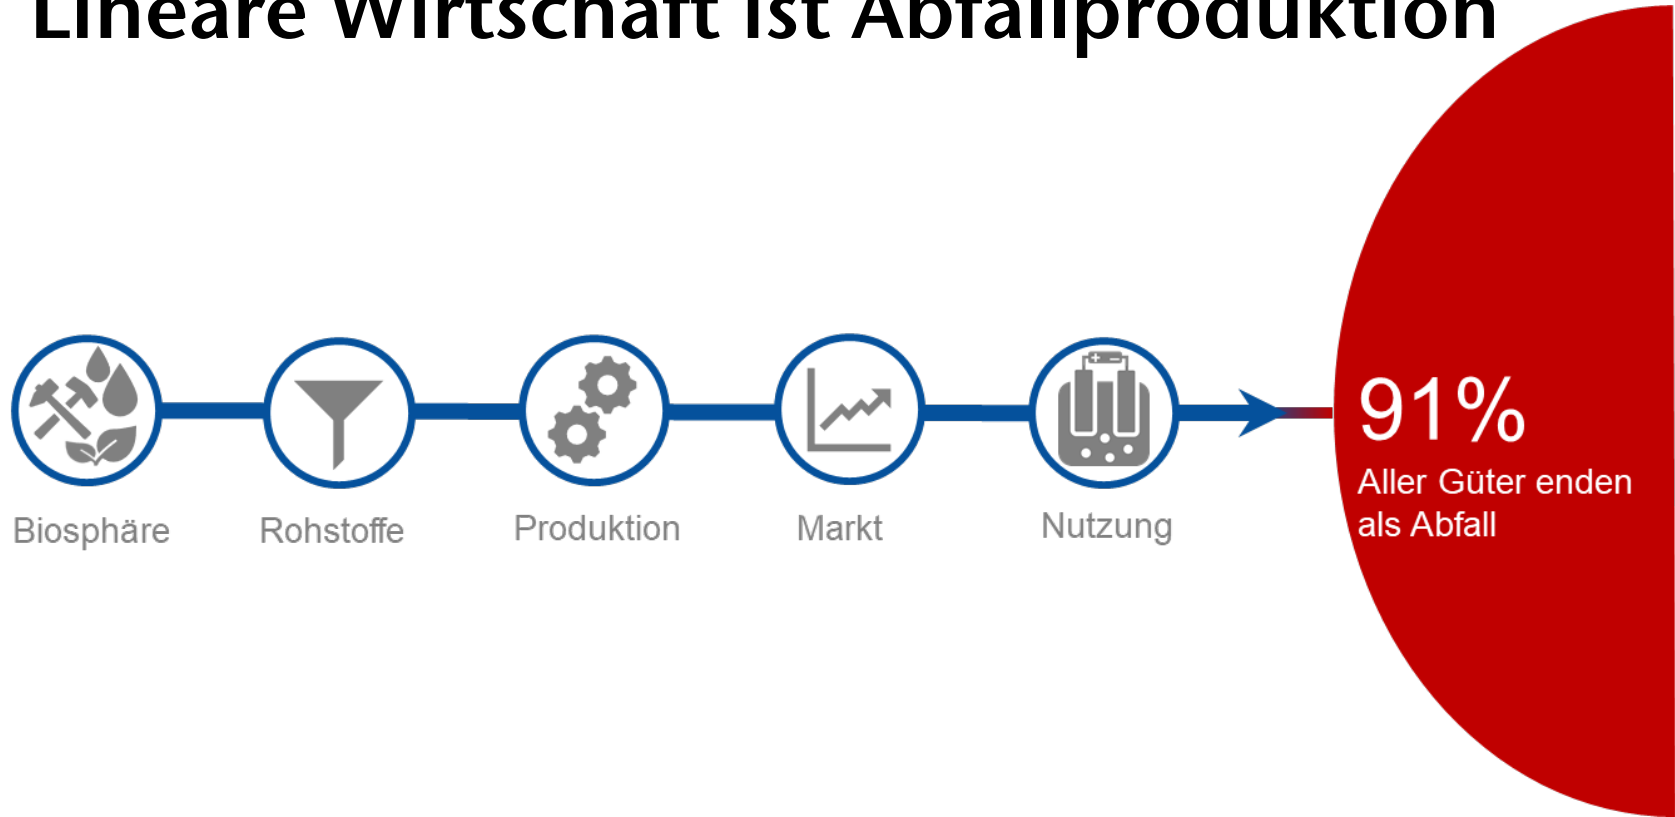 Lineare Wirtschaft ist Abfallproduktion
91%
Aller Güter enden
als Abfall
Biosphäre
Rohstoffe
Produktion
Markt
Nutzung